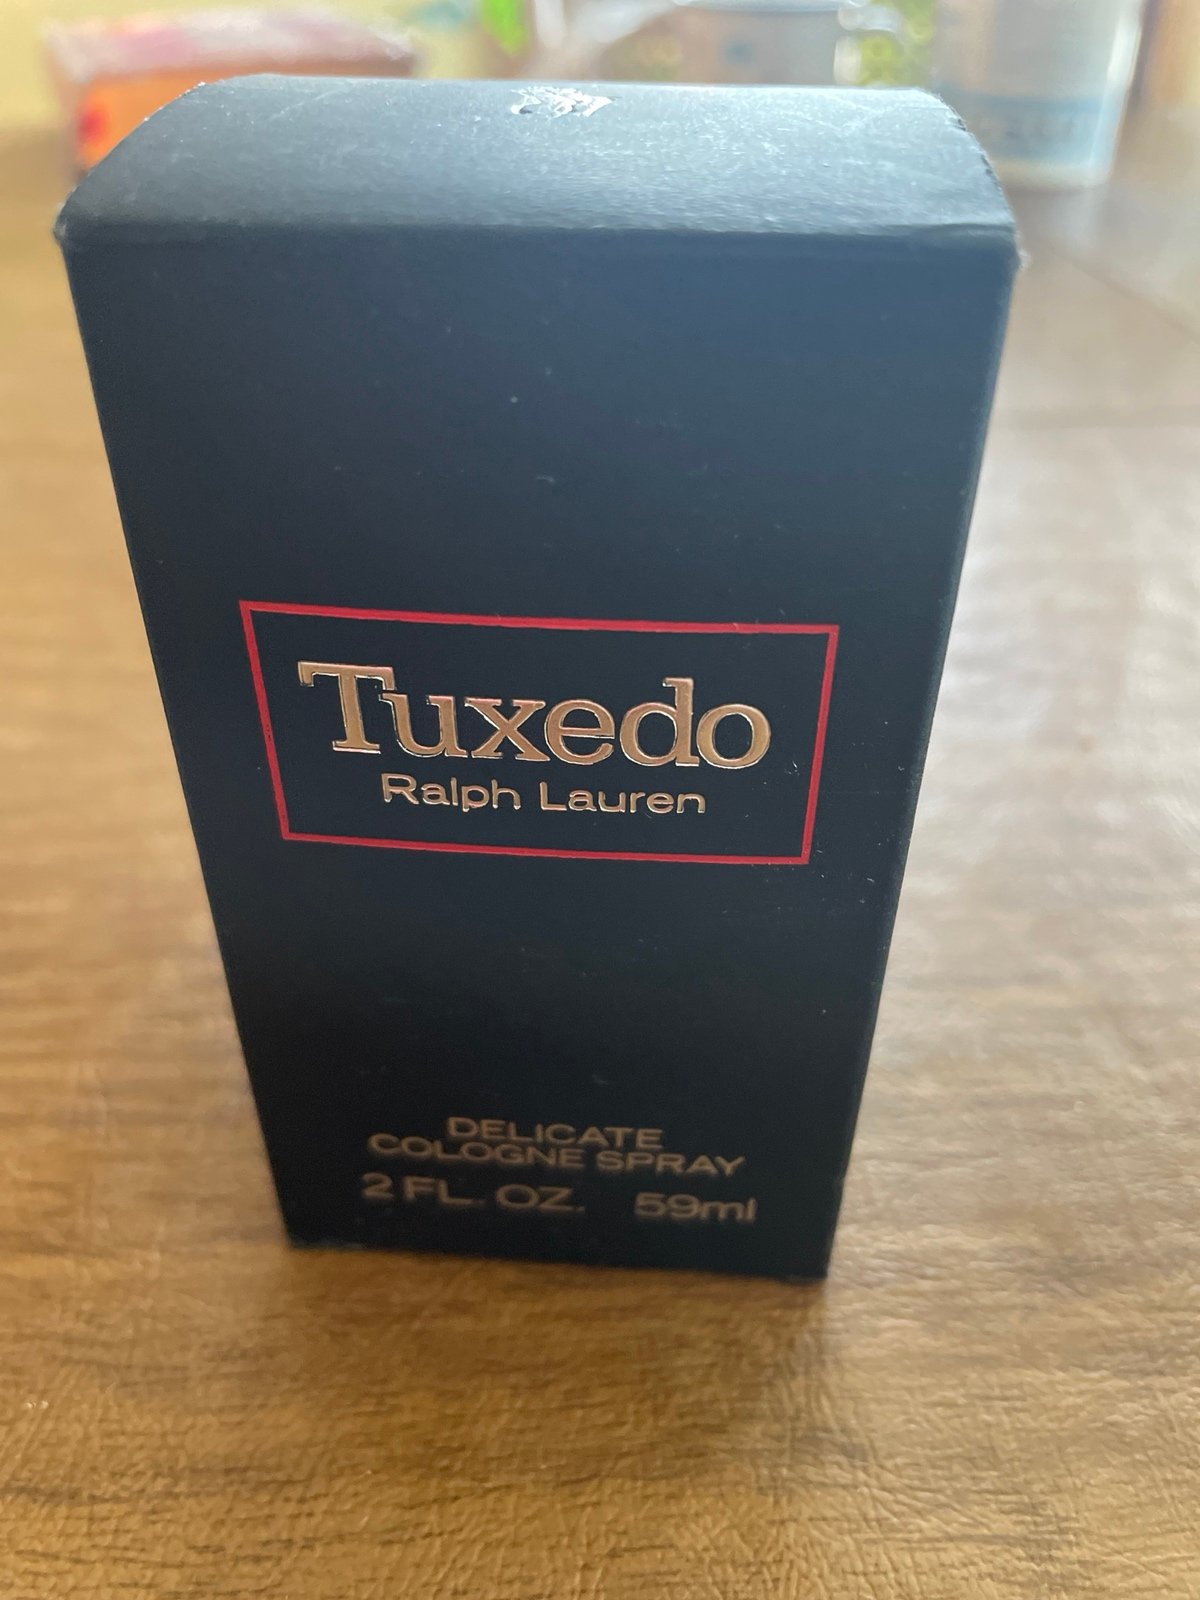 Tuxedo
Ralph Lauren
DELICATE
COLOGNE SPRAY
2 FL. OZ. 59ml